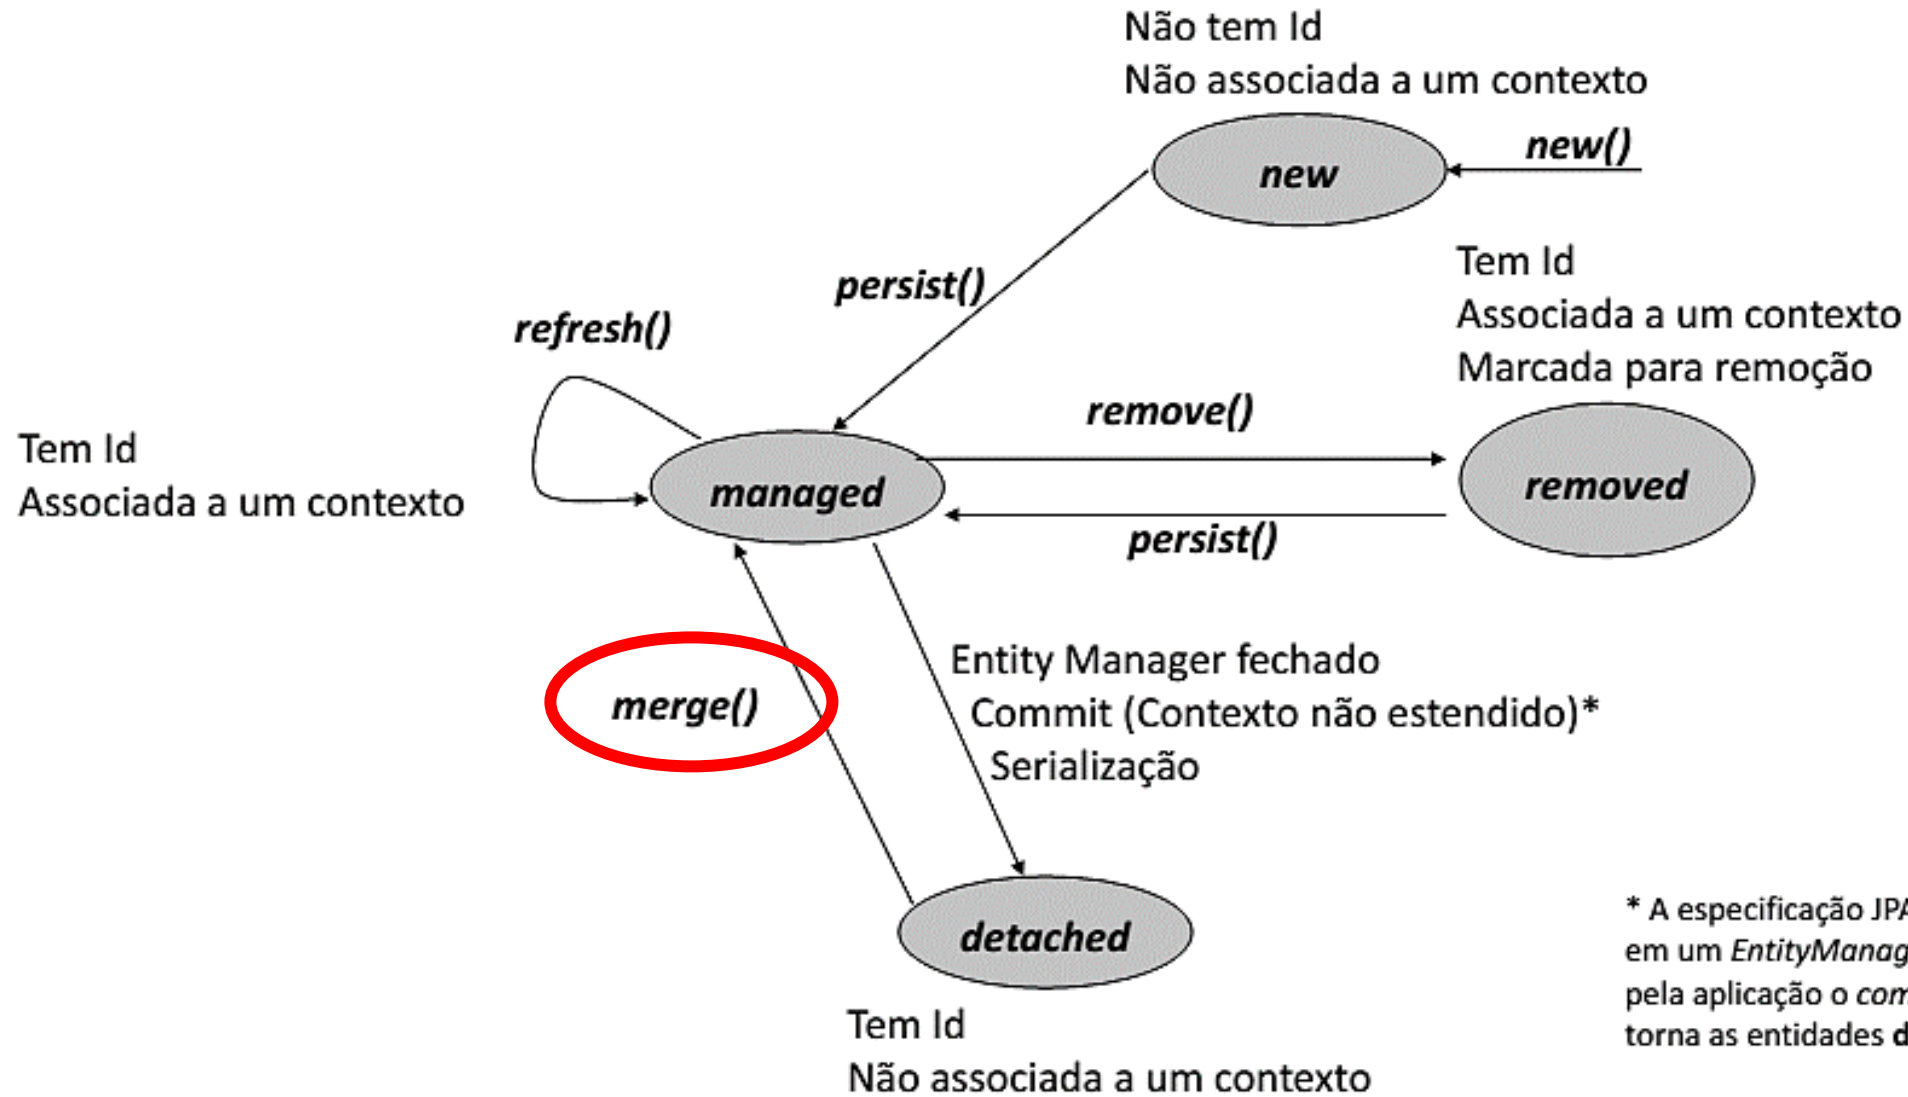 Não tem Id
Não associada a um contexto
new()
new
Tem Id
Associada a um contexto
Marcada para remoção
persist()
refresh()
remove()
Tem Id
Associada a um contexto
managed
removed
persist()
merge()
Entity Manager fechado
Commit (Contexto não estendido)*
Serialização
detached
Tem Id
Não associada a um contexto
* A especificação JPA
em um
pela aplicação o
torna as entidades